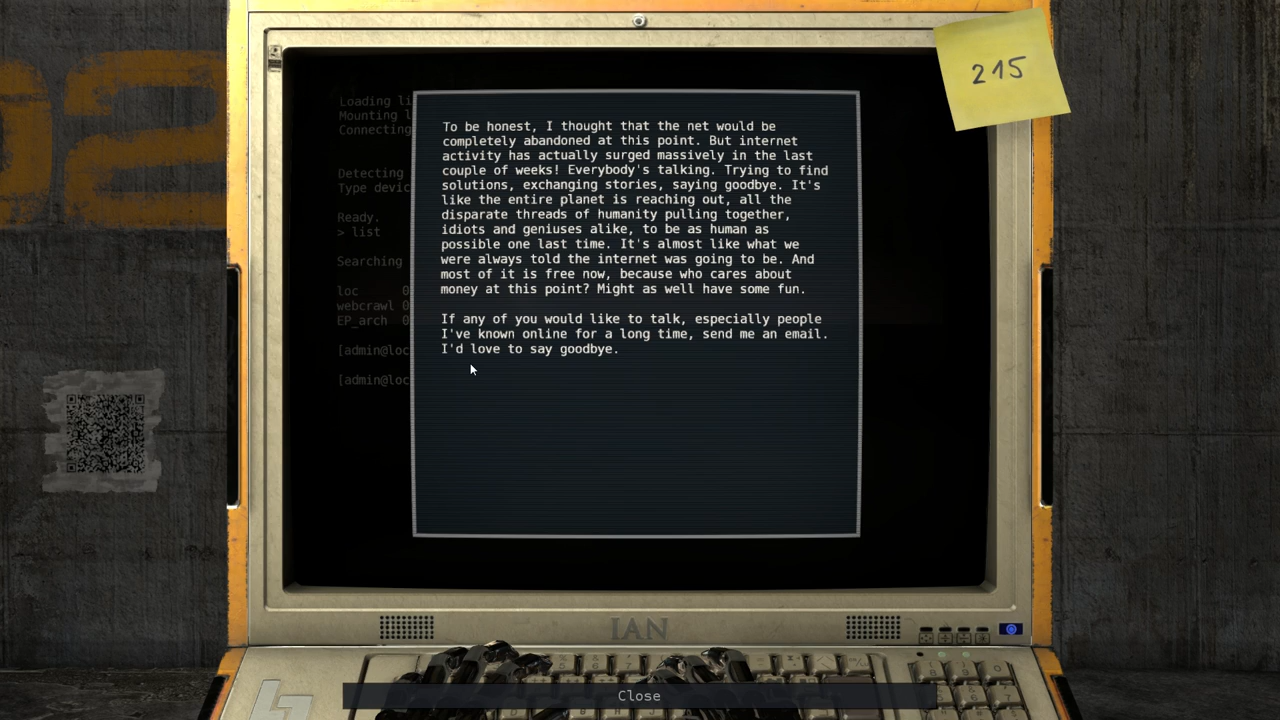 02
215
Loading li
Mounting l
Connecting
Detecting
Type devic
Ready.
> list
Searching
loc 0
webcrawl 0
EP_arch 0
[admin@loc
[admin@loc
To be honest, I thought that the net would be
completely abandoned at this point. But internet
activity has actually surged massively in the last
couple of weeks! Everybody's talking. Trying to find
solutions, exchanging stories, saying goodbye. It's
like the entire planet is reaching out, all the
disparate threads of humanity pulling together,
idiots and geniuses alike, to be as human as
possible one last time. It's almost like what we
were always told the internet was going to be. And
most of it is free now, because who cares about
money at this point? Might as well have some fun.
If any of you would like to talk, especially people
I've known online for a long time, send me an email.
I'd love to say goodbye.
IAN
Close